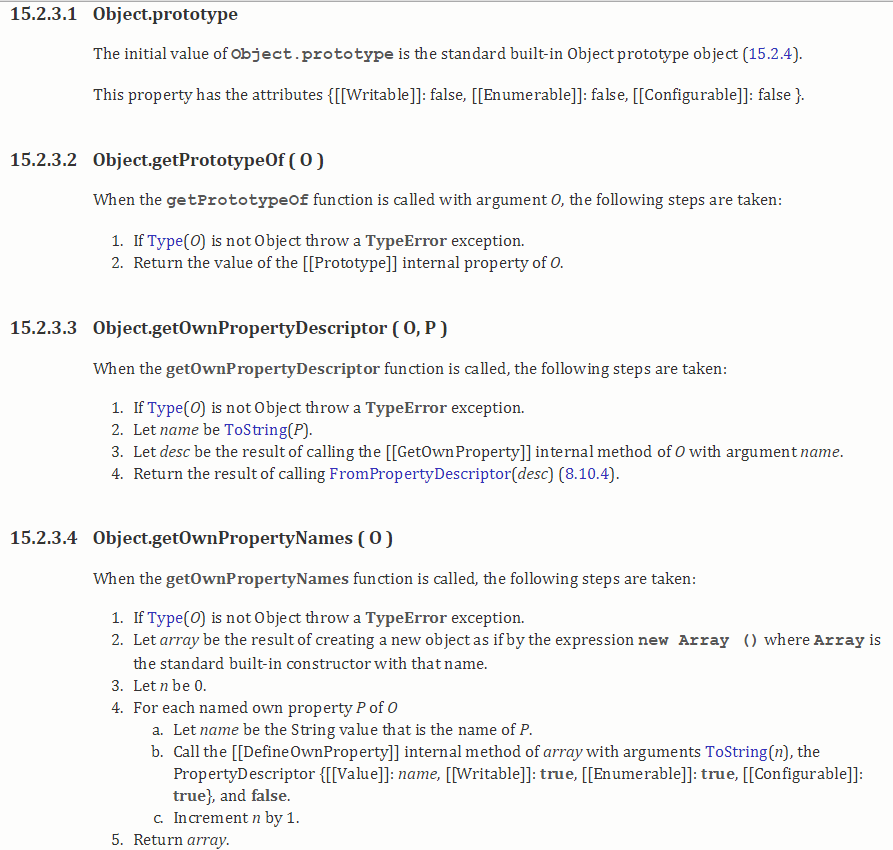 15.2.3.1 Object.prototype
The initial value of Object.prototype is the standard built-in Object prototype object (15.2.4).
This property has the attributes {[[Writable]]: false, [[Enumerable]]: false, [[Configurable]]: false }.
15.2.3.2 Object.getPrototypeOf ( O )
When the getPrototypeOf function is called with argument O, the following steps are taken:
1. If Type(O) is not Object throw a TypeError exception.
2. Return the value of the [[Prototype]] internal property of O.
15.2.3.3 Object.getOwnPropertyDescriptor ( O, P )
When the getOwnPropertyDescriptor function is called, the following steps are taken:
1. If Type(O) is not Object throw a TypeError exception.
2. Let name be ToString(P).
3. Let desc be the result of calling the [[GetOwnProperty]] internal method of O with argument name.
4. Return the result of calling FromPropertyDescriptor(desc) (8.10.4).
15.2.3.4 Object.getOwnPropertyNames ( O )
When the getOwnPropertyNames function is called, the following steps are taken:
1. If Type(O) is not Object throw a TypeError exception.
2. Let array be the result of creating a new object as if by the expression new Array () where Array is
the standard built-in constructor with that name.
3. Let n be 0.
4. For each named own property P of O
a. Let name be the String value that is the name of P.
b. Call the [[DefineOwnProperty]] internal method of array with arguments ToString(n), the
PropertyDescriptor {[[Value]]: name, [[Writable]]: true, [[Enumerable]]: true, [[Configurable]]:
true}, and false.
c. Increment n by 1.
5. Return array.